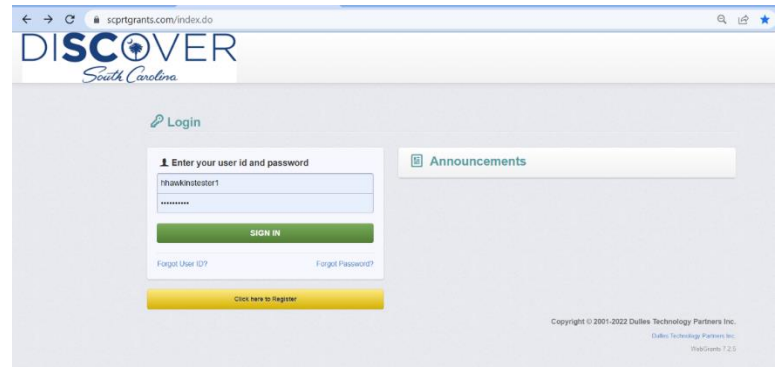 scprtgrants.com/index.do
DISCOVER
South Carolina
Login
Enter your user id and password
Announcements
hhawkinstester1
••••••••••
SIGN IN
Forgot User ID?
Forgot Password?
Click here to Register
Copyright © 2001-2022 Dulles Technology Partners Inc.
Dulles Technology Partners Inc.
WebGrants 7.2.5